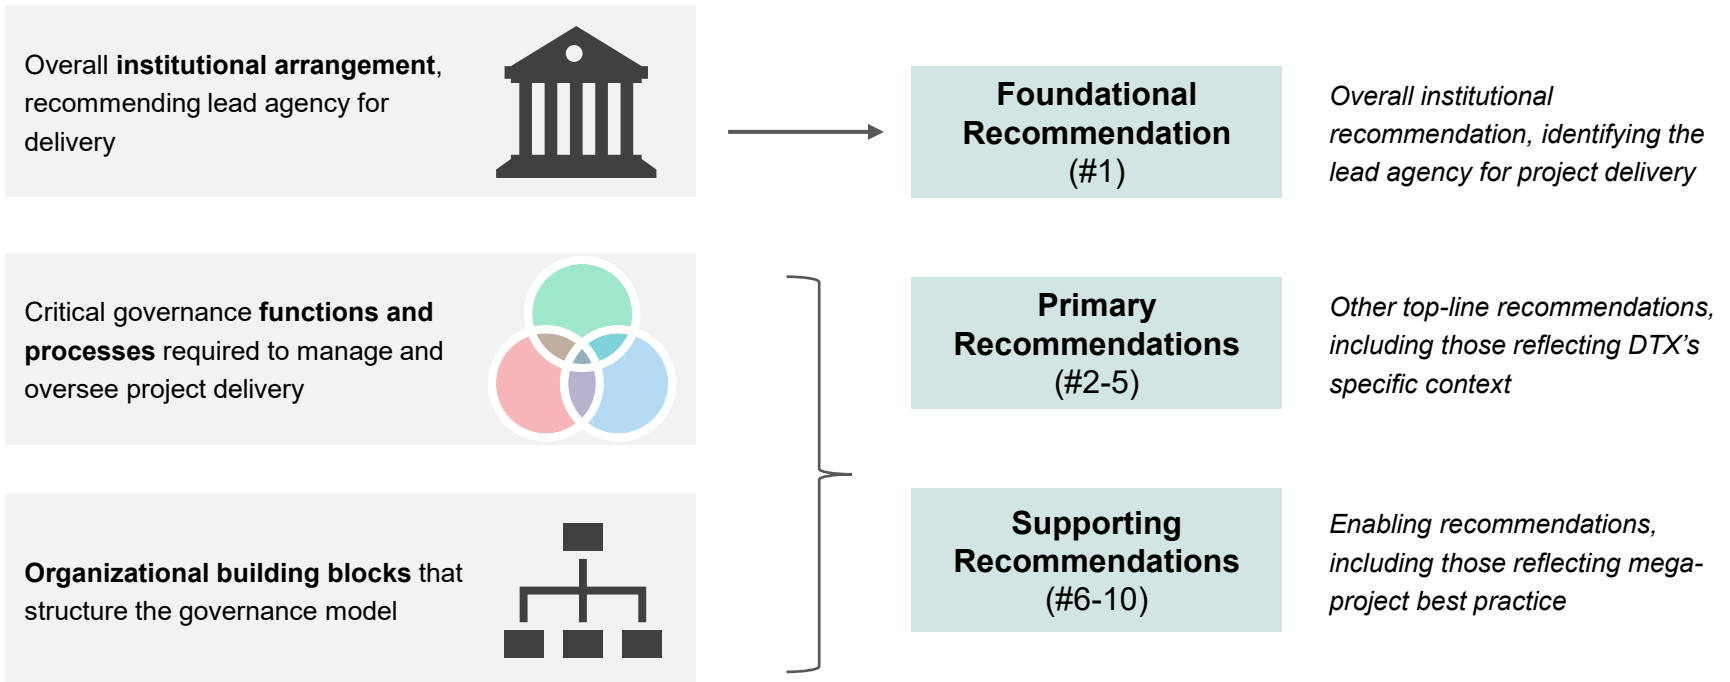 Overall institutional arrangement,
recommending lead agency for
delivery
Foundational
Recommendation
(#1)
Overall institutional
recommendation, identifying the
lead agency for project delivery
Critical governance functions and
processes required to manage and
oversee project delivery
Primary
Recommendations
(#2-5)
Other top-line recommendations,
including those reflecting DTX’s
specific context
Organizational building blocks that
structure the governance model
Supporting
Recommendations
(#6-10)
Enabling recommendations,
including those reflecting mega-
project best practice